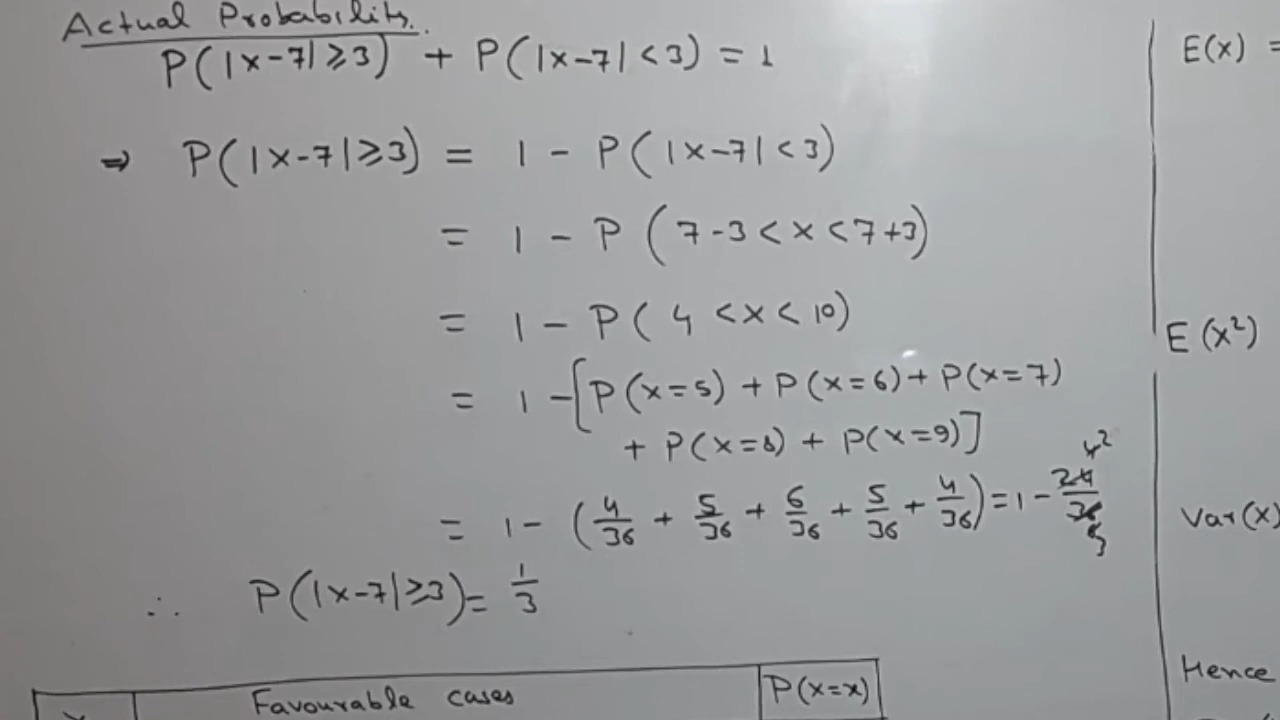 Actual Probability.
P(|x-7|≥3) + P(|x-7|<3) = 1
⇒ P(|x-7|≥3) = 1 - P(|x-7|<3)
= 1 - P(7-3<x<7+3)
= 1 - P(4<x<10)
= 1 - [P(x=5) + P(x=6) + P(x=7)
+ P(x=8) + P(x=9)]
= 1 - (4/36 + 5/36 + 6/36 + 5/36 + 4/36) = 1 - 24/36
∴ P(|x-7|≥3) = 1/3
x Favourable cases P(x=x)
E(x) =
E(x²)
Var(x)
Hence